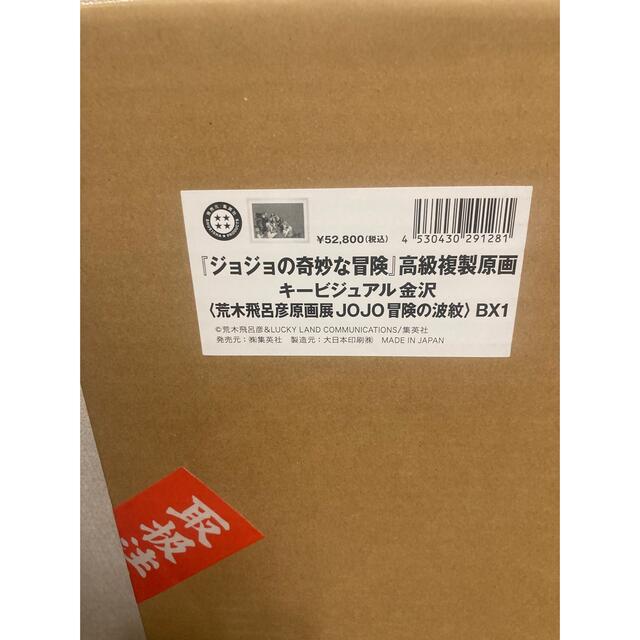 ¥52,800(税込)
4 530430 291281
『ジョジョの奇妙な冒険』高級複製原画
キービジュアル 金沢
〈荒木飛呂彦原画展 JOJO 冒険の波紋〉 BX1
©荒木飛呂彦&LUCKY LAND COMMUNICATIONS/集英社
発売元:㈱集英社 製造元:大日本印刷㈱ MADE IN JAPAN
取扱注